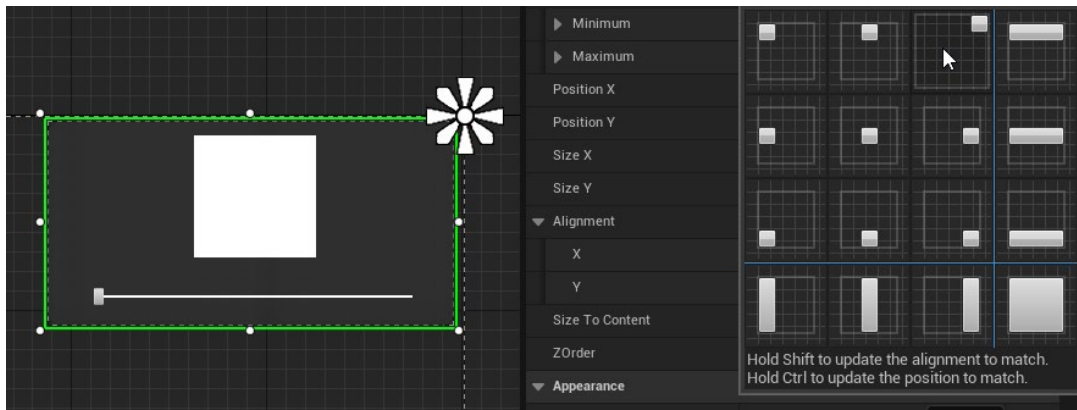 Minimum
Maximum
Position X
Position Y
Size X
Size Y
Alignment
X
Y
Size To Content
ZOrder
Appearance
Hold Shift to update the alignment to match.
Hold Ctrl to update the position to match.